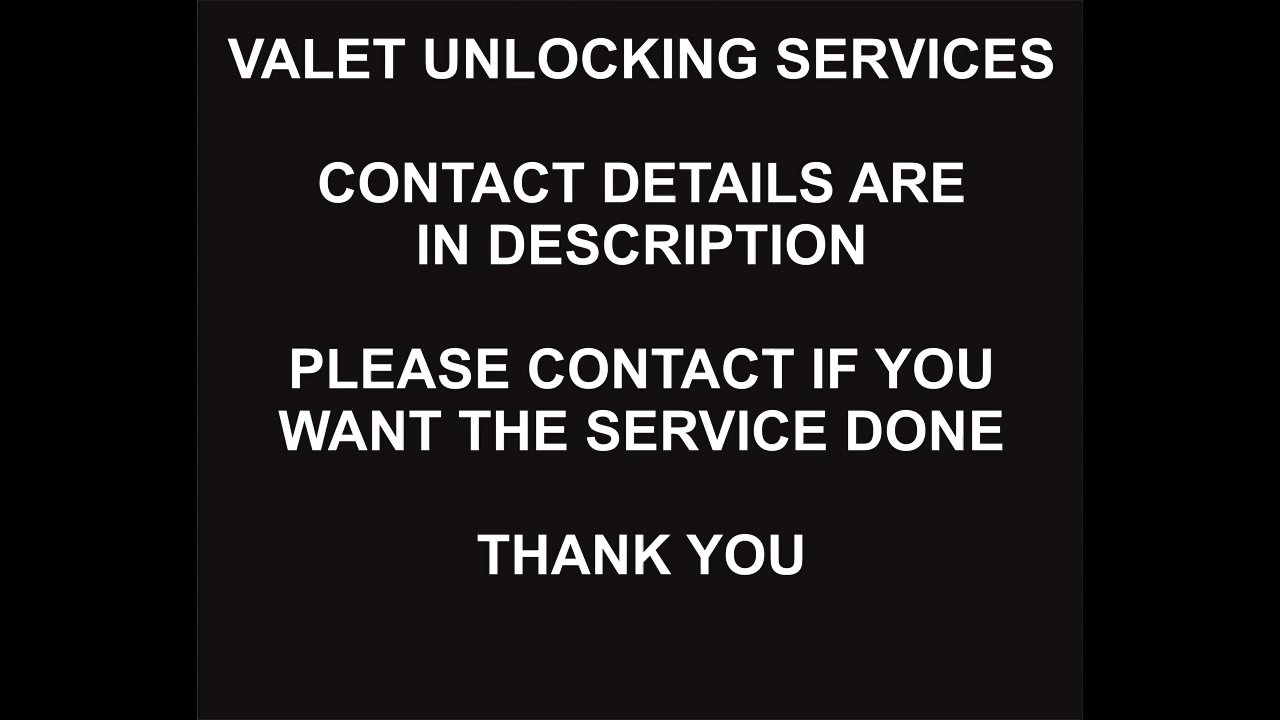 VALET UNLOCKING SERVICES
CONTACT DETAILS ARE
IN DESCRIPTION
PLEASE CONTACT IF YOU
WANT THE SERVICE DONE
THANK YOU